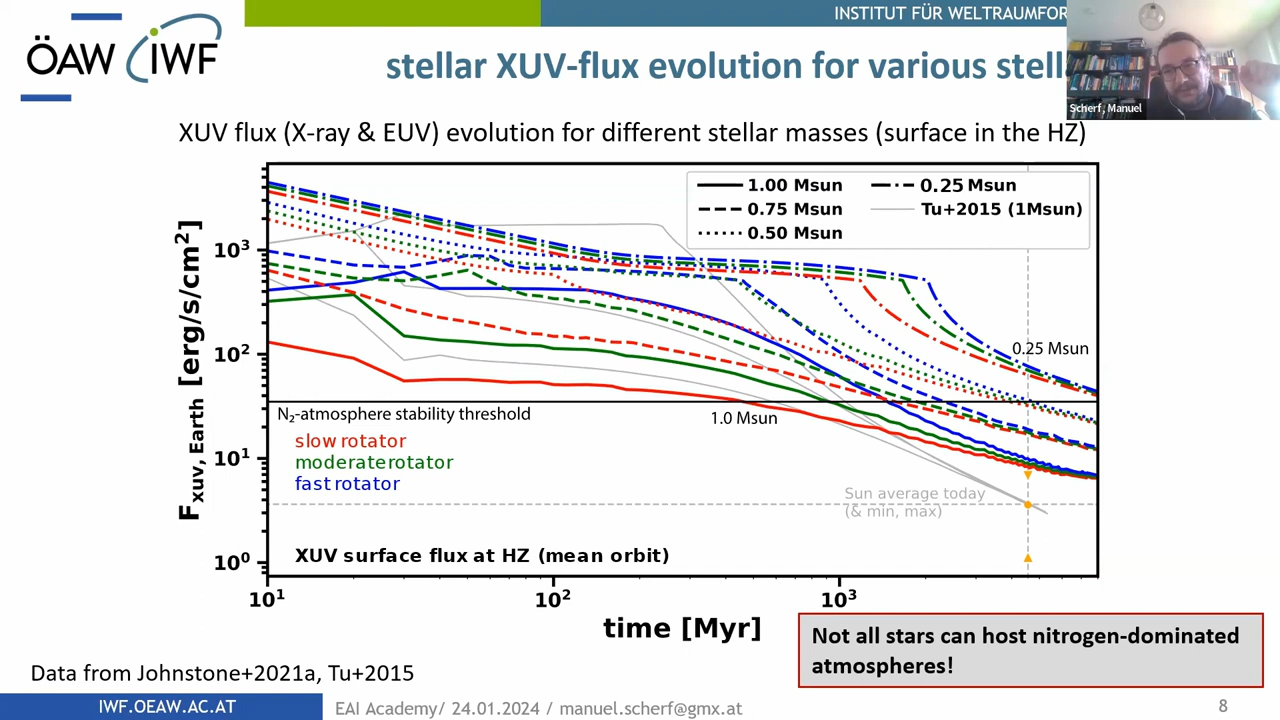 INSTITUT FÜR WELTRAUMFOR
ÖAW IWF
stellar XUV-flux evolution for various stell
Scherf, Manuel
XUV flux (X-ray & EUV) evolution for different stellar masses (surface in the HZ)
1.00 Msun
0.75 Msun
0.50 Msun
0.25 Msun
Tu+2015 (1Msun)
F_XUV, Earth [erg/s/cm²]
10³
10²
10¹
10⁰
0.25 Msun
N₂-atmosphere stability threshold
1.0 Msun
slow rotator
moderate rotator
fast rotator
Sun average today
(& min, max)
XUV surface flux at HZ (mean orbit)
10¹
10²
10³
time [Myr]
Not all stars can host nitrogen-dominated
atmospheres!
Data from Johnstone+2021a, Tu+2015
IWF.OEAW.AC.AT
EAI Academy/ 24.01.2024 / manuel.scherf@gmx.at
8